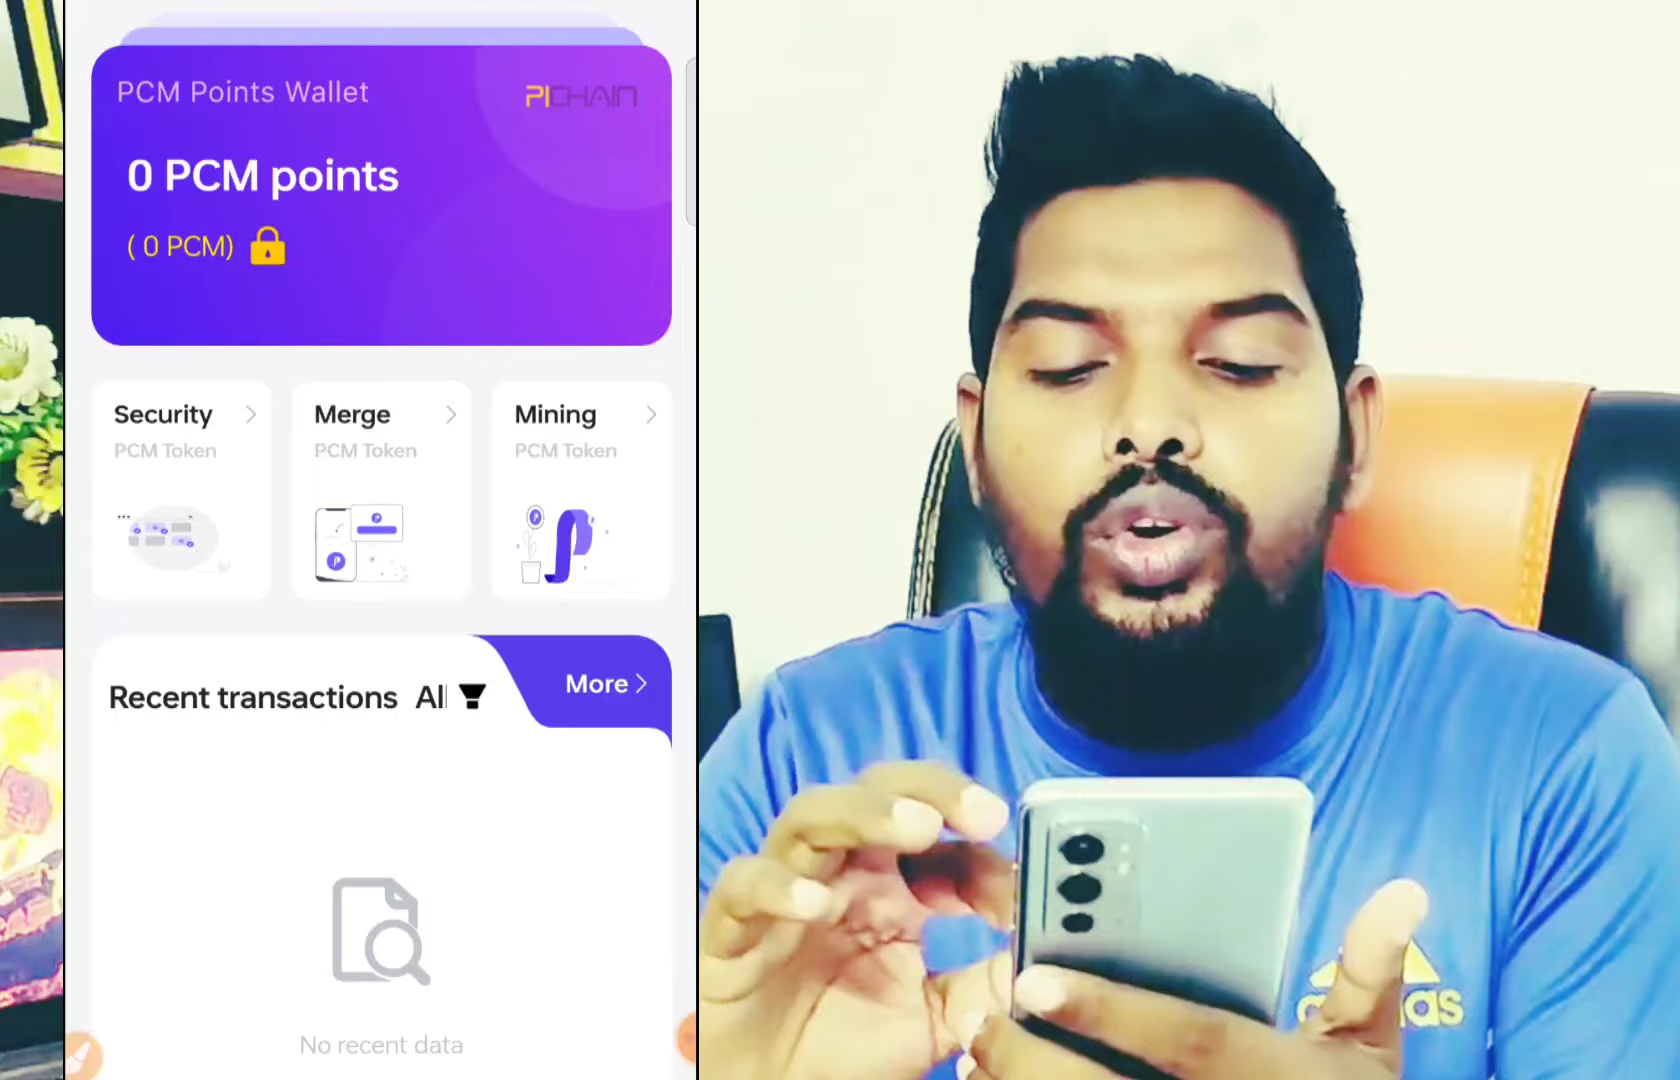 PCM Points Wallet
PICHAIN
0 PCM points
( 0 PCM)
Security
PCM Token
Merge
PCM Token
Mining
PCM Token
Recent transactions All
More
No recent data